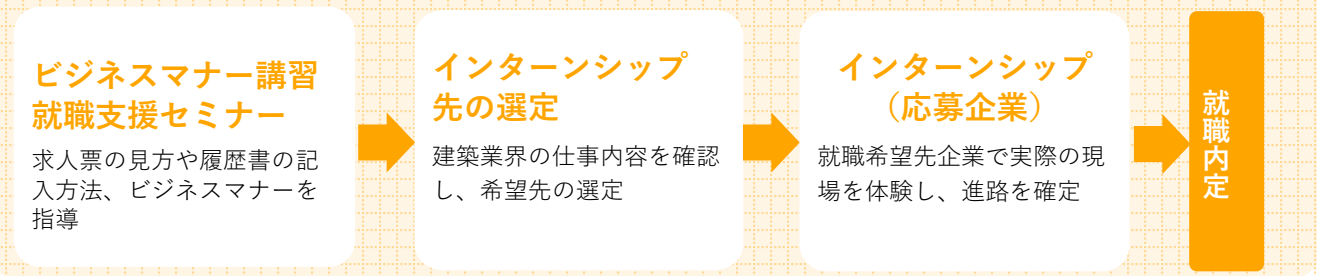 ビジネスマナー講習
就職支援セミナー
求人票の見方や履歴書の記
入方法、ビジネスマナーを
指導
インターンシップ
先の選定
建築業界の仕事内容を確認
し、希望先の選定
インターンシップ
（応募企業）
就職希望先企業で実際の現
場を体験し、進路を確定
就職内定